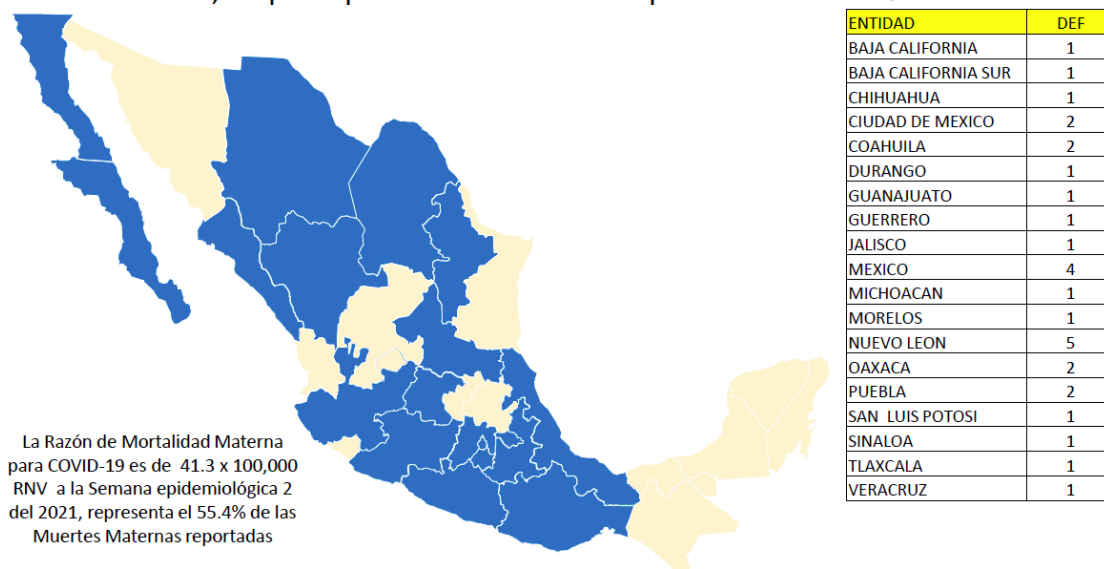 ENTIDAD DEF
BAJA CALIFORNIA 1
BAJA CALIFORNIA SUR 1
CHIHUAHUA 1
CIUDAD DE MEXICO 2
COAHUILA 2
DURANGO 1
GUANAJUATO 1
GUERRERO 1
JALISCO 1
MEXICO 4
MICHOACAN 1
MORELOS 1
NUEVO LEON 5
OAXACA 2
PUEBLA 2
SAN LUIS POTOSI 1
SINALOA 1
TLAXCALA 1
VERACRUZ 1
La Razón de Mortalidad Materna
para COVID-19 es de 41.3 x 100,000
RNV a la Semana epidemiológica 2
del 2021, representa el 55.4% de las
Muertes Maternas reportadas